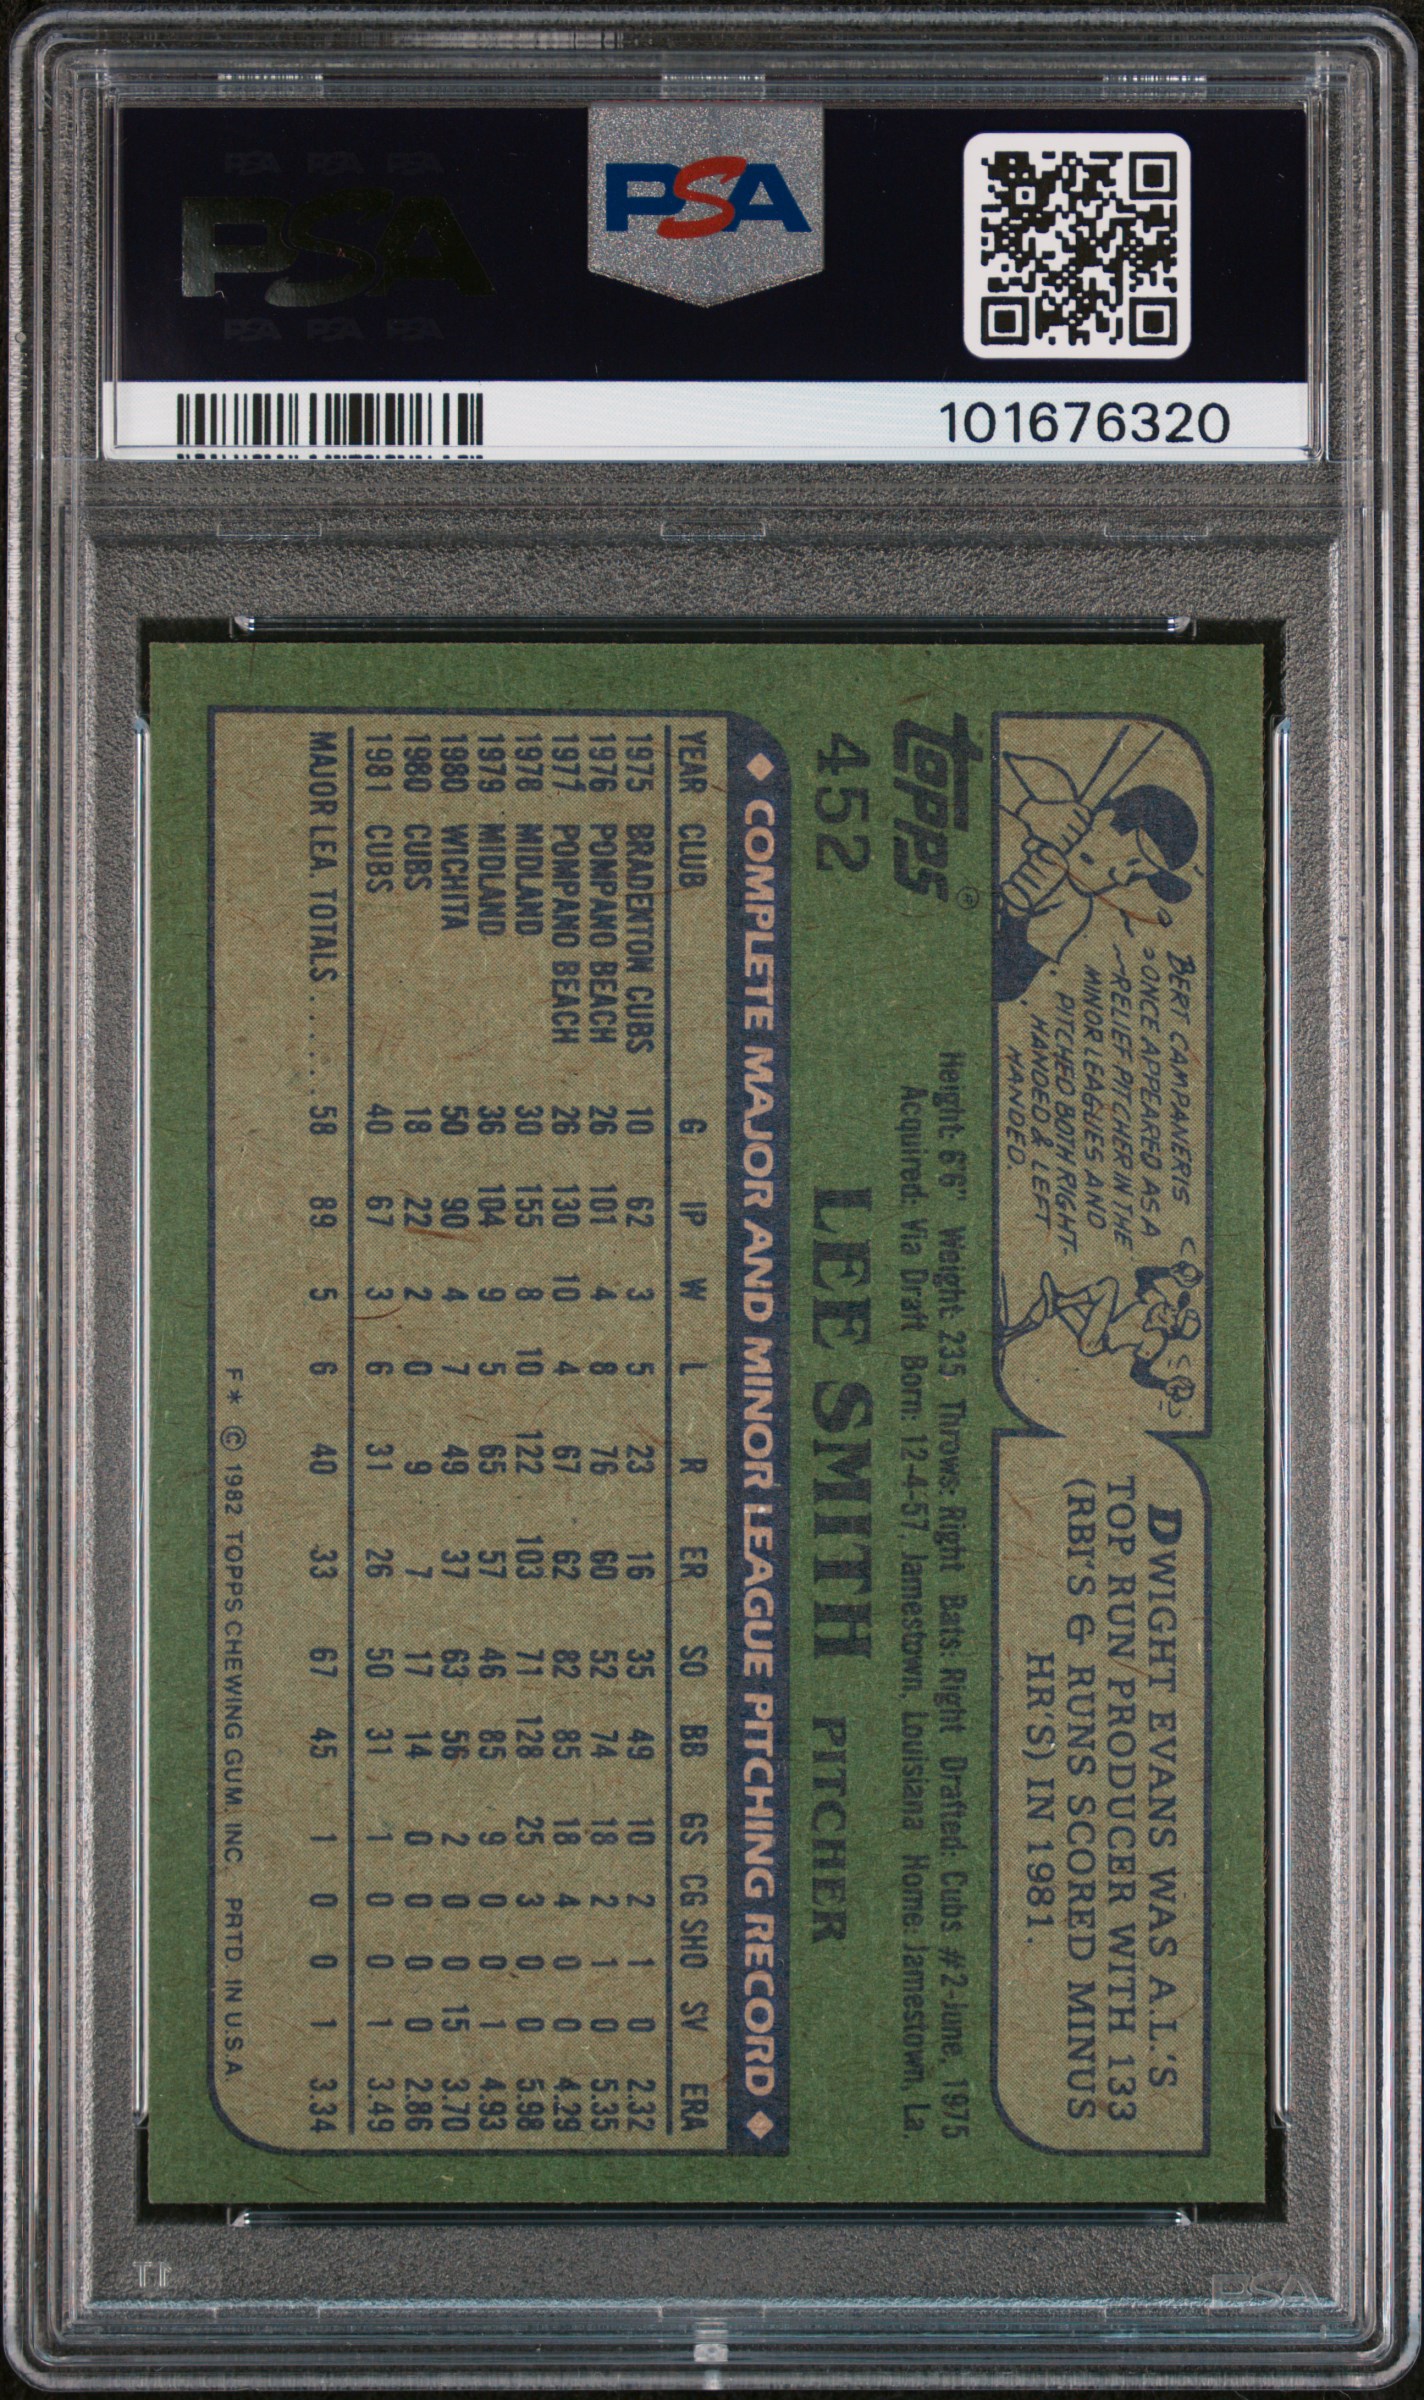 PSA PSA PSA
PSA
PSA PSA PSA
PSA
101676320
BERT CAMPANERIS
ONCE APPEARED AS A
RELIEF PITCHER IN THE
MINOR LEAGUES AND
PITCHED BOTH RIGHT-
HANDED & LEFT
HANDED.
DWIGHT EVANS WAS A.L.'S
TOP RUN PRODUCER WITH 133
(RBI'S & RUNS SCORED MINUS
HR'S) IN 1981.
TOPPS®
452
Height: 6'6" Weight: 235. Throws: Right Bats: Right Drafted: Cubs #2-June, 1975
Acquired: Via Draft Born: 12-4-57, Jamestown, Louisiana Home: Jamestown, La.
LEE SMITH PITCHER
COMPLETE MAJOR AND MINOR LEAGUE PITCHING RECORD
YEAR CLUB G IP W L R ER SO BB GS CG SHO SV ERA
1975 BRADENTON CUBS 10 62 3 5 23 16 35 49 10 2 1 0 2.32
1976 POMPANO BEACH 26 101 4 8 76 60 52 74 18 2 1 0 5.35
1977 POMPANO BEACH 26 130 10 4 67 62 82 85 18 4 0 0 4.29
1978 MIDLAND 30 155 8 10 122 103 71 128 25 3 0 0 5.98
1979 MIDLAND 36 104 9 5 65 57 46 85 9 0 0 1 4.93
1980 WICHITA 50 90 4 7 49 37 63 56 2 0 0 15 3.70
1980 CUBS 18 22 2 0 9 7 17 14 0 0 0 0 2.86
1981 CUBS 40 67 3 6 31 26 50 31 1 0 0 1 3.49
MAJOR LEA. TOTALS . . . . . . 58 89 5 6 40 33 67 45 1 0 0 1 3.34
F* © 1982 TOPPS CHEWING GUM, INC. PRTD. IN U.S.A.
PSA